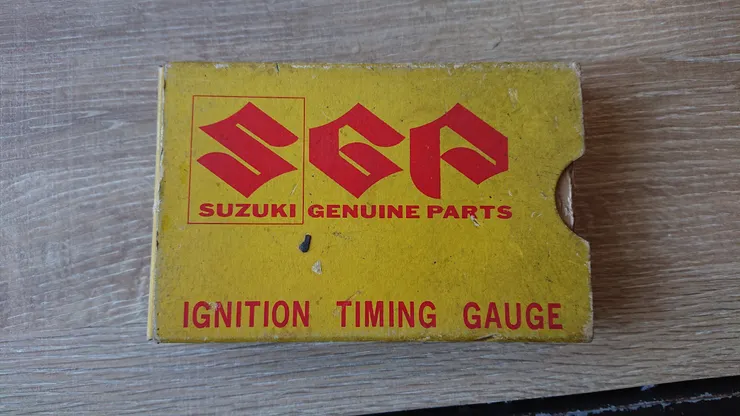 SGP
SUZUKI GENUINE PARTS
IGNITION TIMING GAUGE